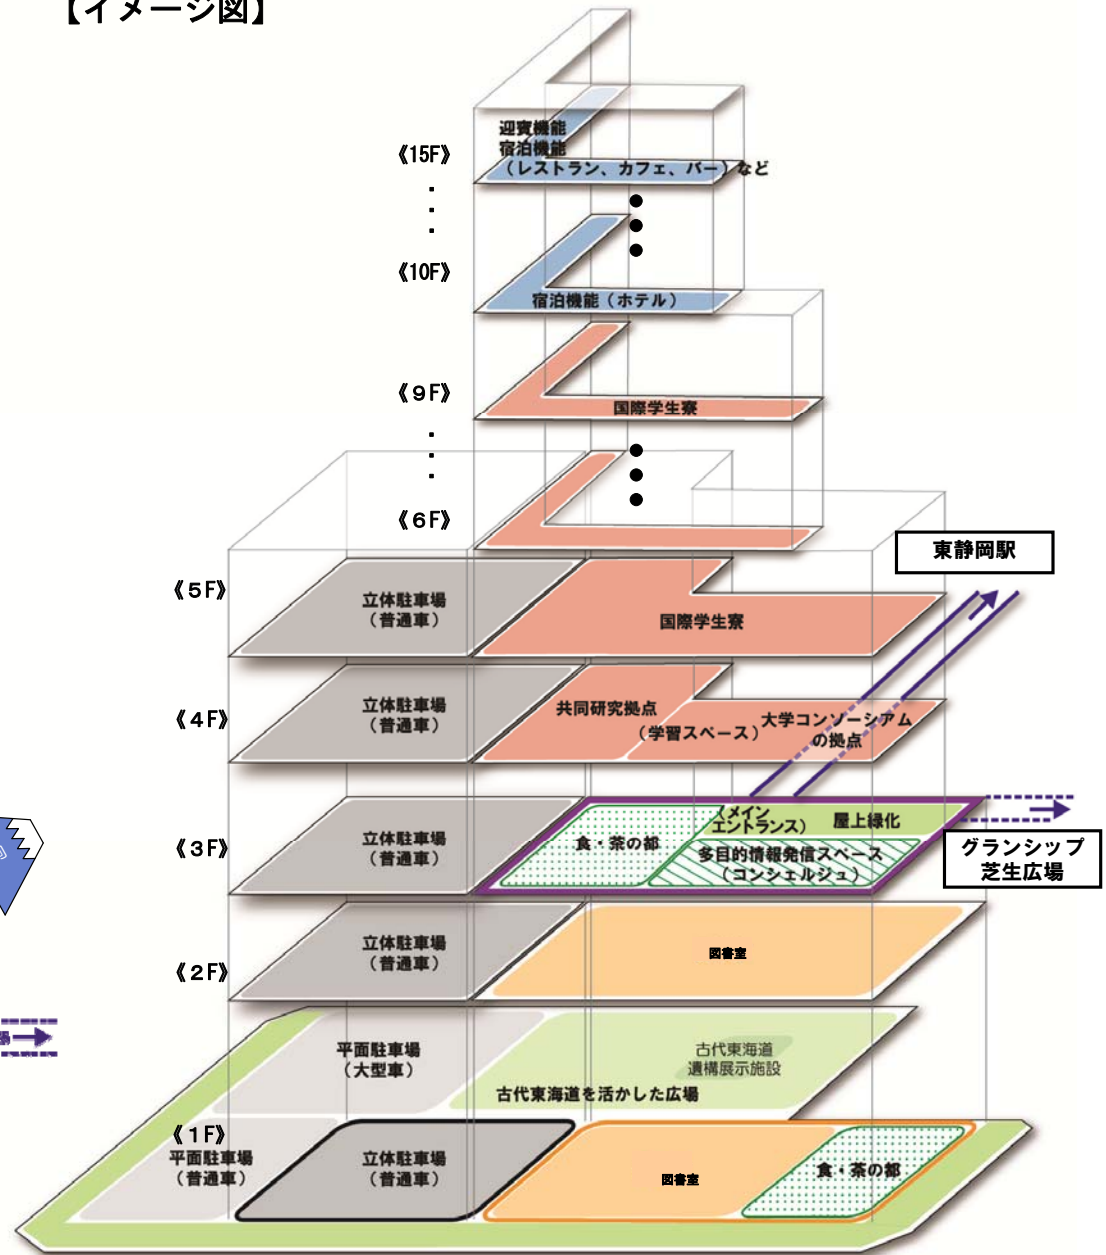 【イメージ図】
《15F》
迎賓機能
宿泊機能
（レストラン、カフェ、バー）など
《10F》
宿泊機能（ホテル）
《９F》
国際学生寮
《６F》
《５F》
立体駐車場
（普通車）
国際学生寮
東静岡駅
《４F》
立体駐車場
（普通車）
共同研究拠点
（学習スペース）
大学コンソーシアム
の拠点
《３F》
立体駐車場
（普通車）
食・茶の都
（メイン
エントランス）
屋上緑化
多目的情報発信スペース
（コンシェルジュ）
グランシップ
芝生広場
《２F》
立体駐車場
（普通車）
図書室
平面駐車場
（大型車）
古代東海道
遺構展示施設
古代東海道を活かした広場
《１F》
平面駐車場
（普通車）
立体駐車場
（普通車）
図書室
食・茶の都